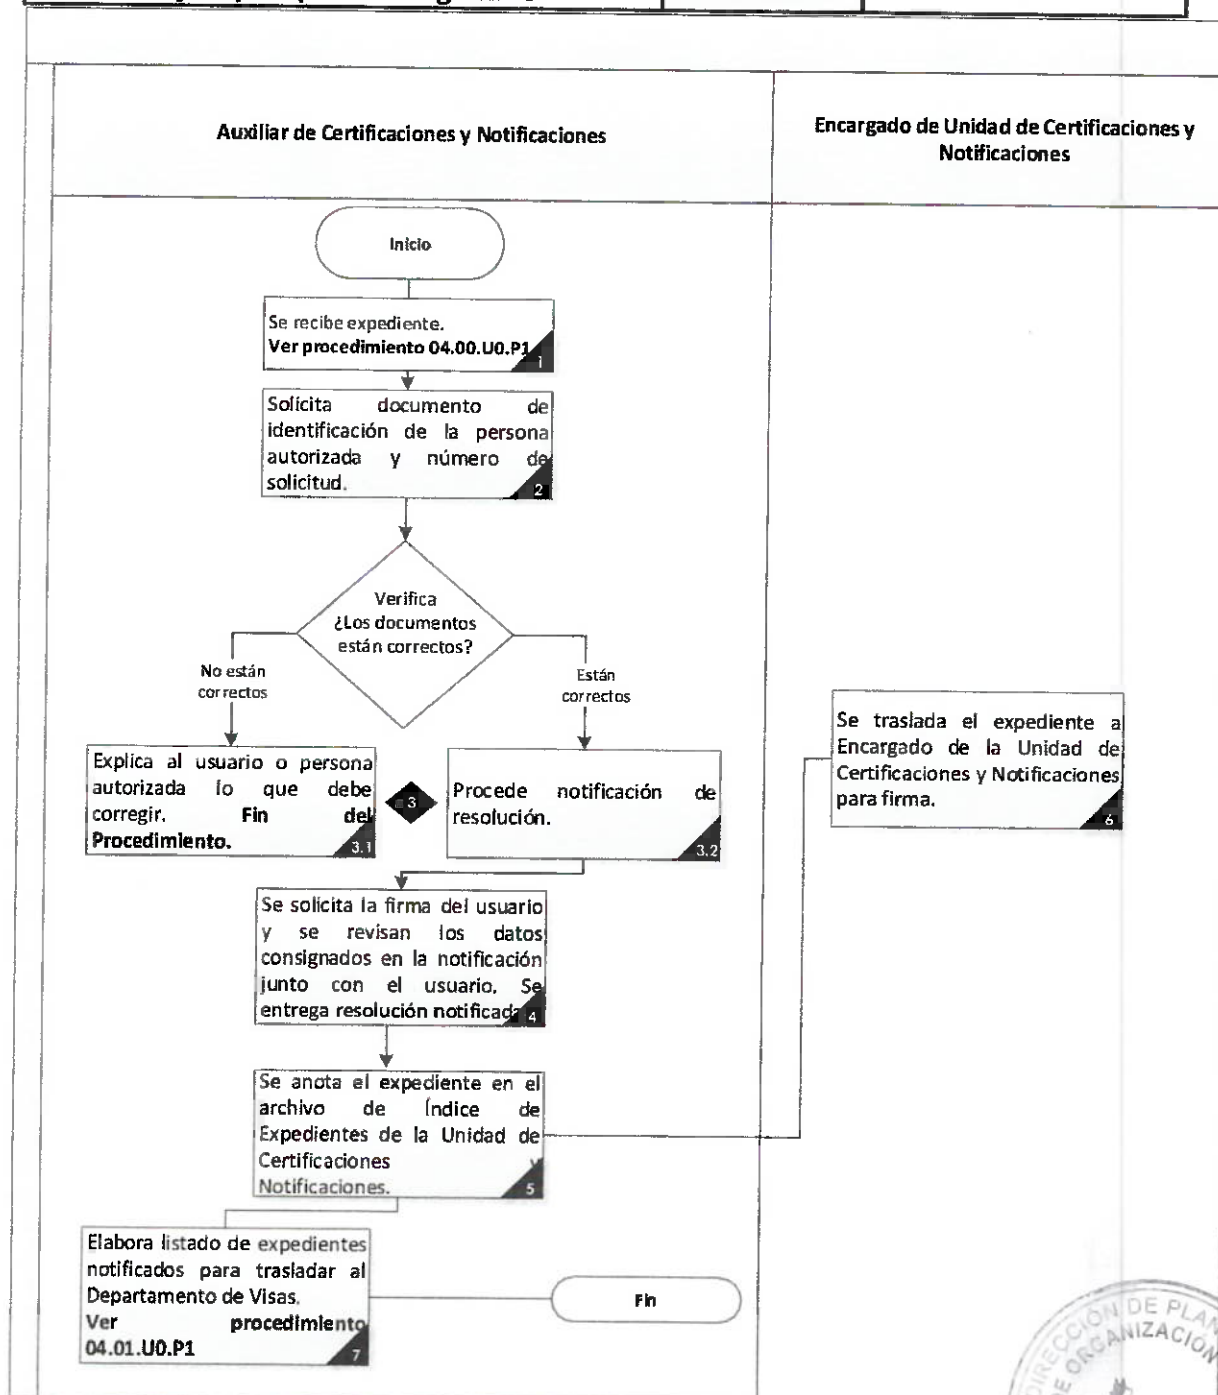 Auxiliar de Certificaciones y Notificaciones
Encargado de Unidad de Certificaciones y
Notificaciones
Inicio
Se recibe expediente.
Ver procedimiento 04.00.U0.P1
1
Solicita documento de
identificación de la persona
autorizada y número de
solicitud.
2
Verifica
¿Los documentos
están correctos?
No están
correctos
Están
correctos
Explica al usuario o persona
autorizada lo que debe
corregir. Fin del
Procedimiento.
3.1
3
Procede notificación de
resolución.
3.2
Se traslada el expediente a
Encargado de la Unidad de
Certificaciones y Notificaciones
para firma.
6
Se solicita la firma del usuario
y se revisan los datos
consignados en la notificación
junto con el usuario. Se
entrega resolución notificada
4
Se anota el expediente en el
archivo de Índice de
Expedientes de la Unidad de
Certificaciones y
Notificaciones.
5
Elabora listado de expedientes
notificados para trasladar al
Departamento de Visas.
Ver procedimiento
04.01.U0.P1
7
Fin
DE